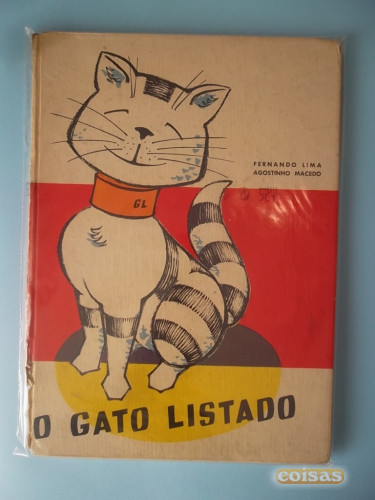 FERNANDO LIMA
AGOSTINHO MACEDO
GL
O GATO LISTADO
coisas